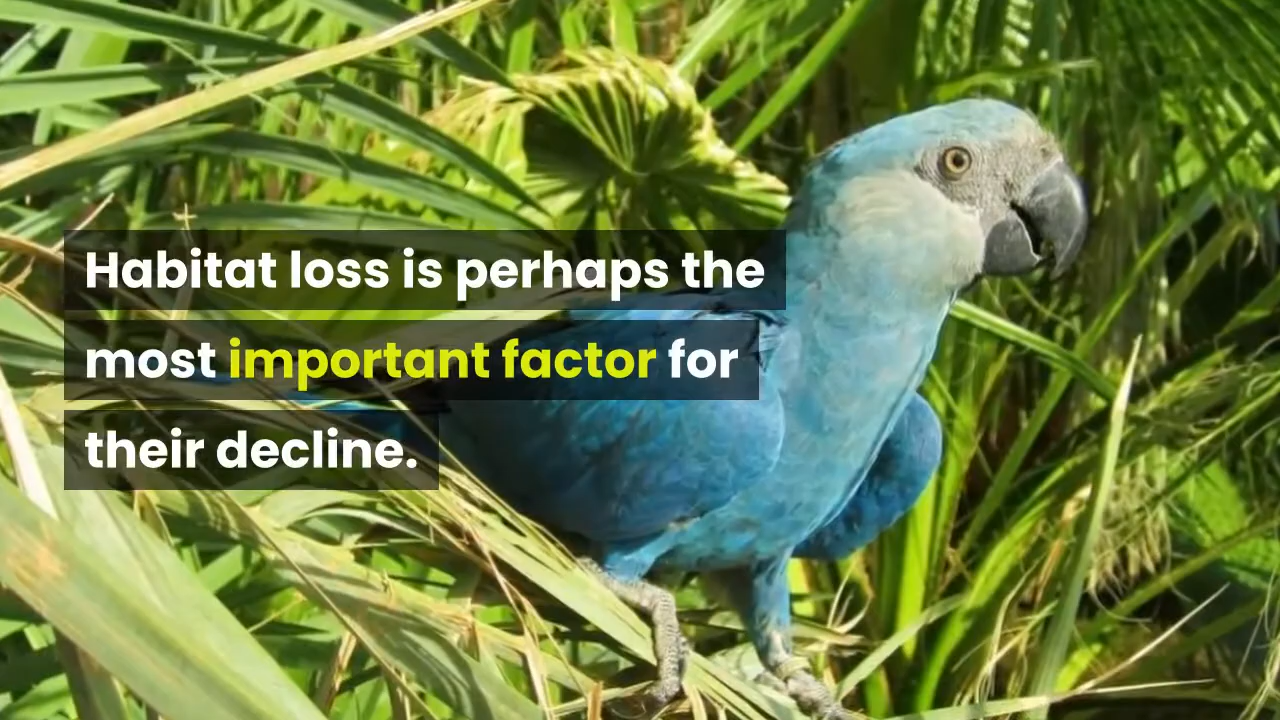 Habitat loss is perhaps the
most important factor for
their decline.